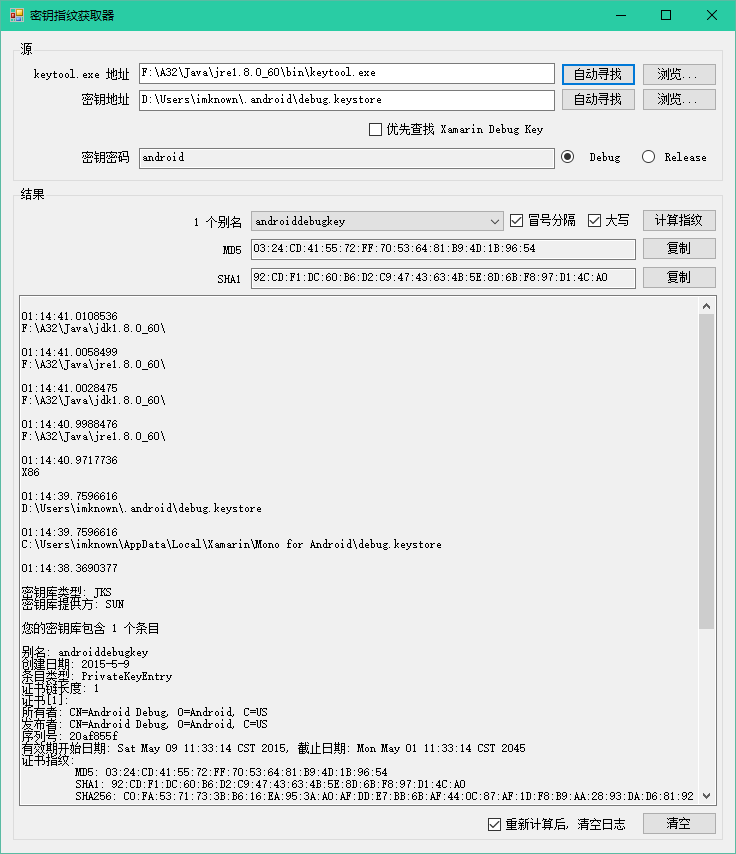 密钥指纹获取器
源
keytool.exe 地址 F:\A32\Java\jre1.8.0_60\bin\keytool.exe 自动寻找 浏览...
密钥地址 D:\Users\imknown\.android\debug.keystore 自动寻找 浏览...
优先查找 Xamarin Debug Key
密钥密码 android Debug Release
结果
1 个别名 androiddebugkey 冒号分隔 大写 计算指纹
MD5 03:24:CD:41:55:72:FF:70:53:64:81:B9:4D:1B:96:54 复制
SHA1 92:CD:F1:DC:60:B6:D2:C9:47:43:63:4B:5E:8D:6B:F8:97:D1:4C:A0 复制
01:14:41.0108536
F:\A32\Java\jdk1.8.0_60\
01:14:41.0058499
F:\A32\Java\jre1.8.0_60\
01:14:41.0028475
F:\A32\Java\jdk1.8.0_60\
01:14:40.9988476
F:\A32\Java\jre1.8.0_60\
01:14:40.9717736
X86
01:14:39.7596616
D:\Users\imknown\.android\debug.keystore
01:14:39.7596616
C:\Users\imknown\AppData\Local\Xamarin\Mono for Android\debug.keystore
01:14:38.3690377
密钥库类型: JKS
密钥库提供方: SUN
您的密钥库包含 1 个条目
别名: androiddebugkey
创建日期: 2015-5-9
条目类型: PrivateKeyEntry
证书链长度: 1
证书[1]:
所有者: CN=Android Debug, O=Android, C=US
发布者: CN=Android Debug, O=Android, C=US
序列号: 20af855f
有效期开始日期: Sat May 09 11:33:14 CST 2015, 截止日期: Mon May 01 11:33:14 CST 2045
证书指纹:
MD5: 03:24:CD:41:55:72:FF:70:53:64:81:B9:4D:1B:96:54
SHA1: 92:CD:F1:DC:60:B6:D2:C9:47:43:63:4B:5E:8D:6B:F8:97:D1:4C:A0
SHA256: C0:FA:53:71:73:3B:B6:16:EA:95:3A:A0:AF:DD:E7:BB:6B:AF:44:0C:87:AF:1D:F8:B9:AA:28:93:DA:D6:81:92
重新计算后, 清空日志 清空